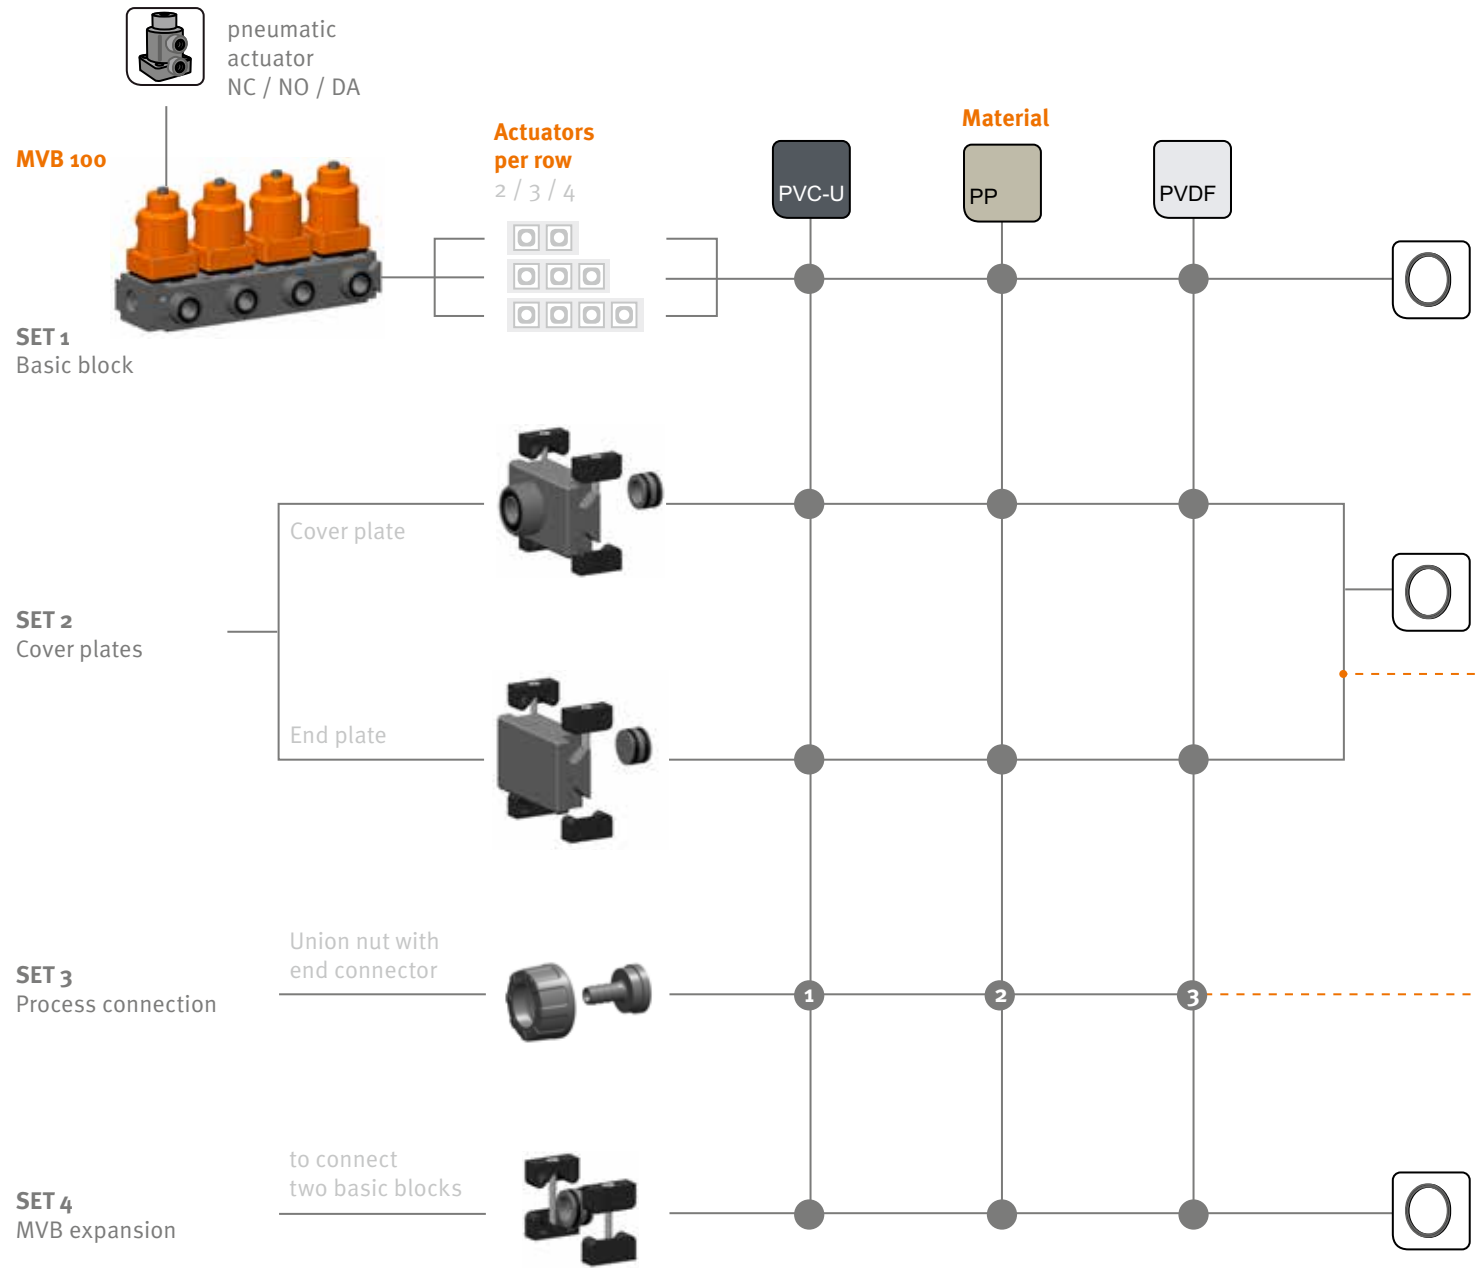 pneumatic
actuator
NC / NO / DA
MVB 100
Actuators
per row
2 / 3 / 4
Material
PVC-U
PP
PVDF
SET 1
Basic block
Cover plate
SET 2
Cover plates
End plate
Union nut with
end connector
SET 3
Process connection
1
2
3
to connect
two basic blocks
SET 4
MVB expansion